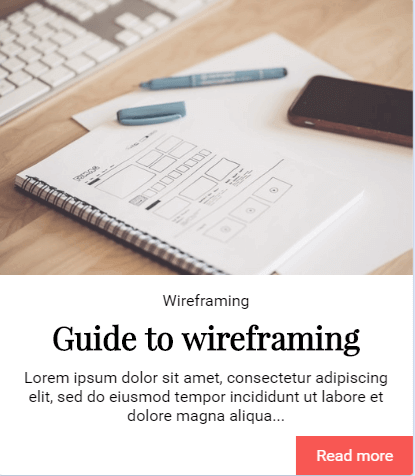 Wireframing
Guide to wireframing
Lorem ipsum dolor sit amet, consectetur adipiscing
elit, sed do eiusmod tempor incididunt ut labore et
dolore magna aliqua...
Read more